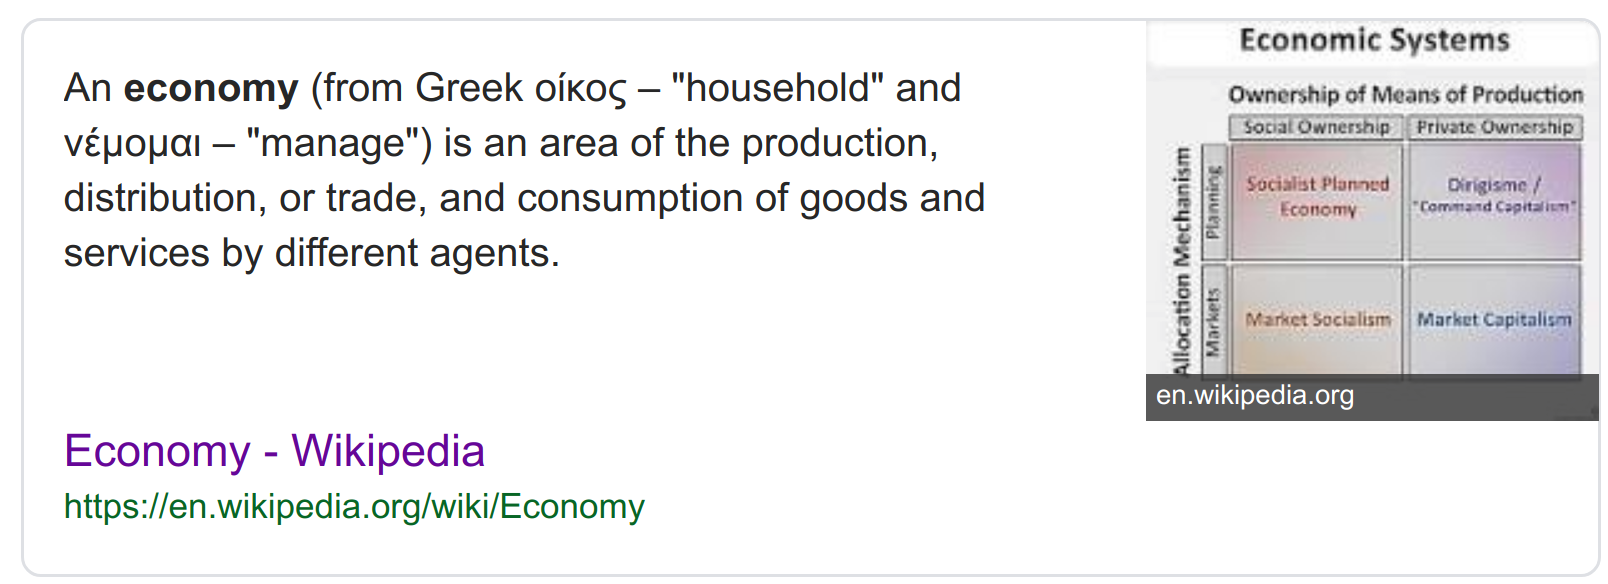 An economy (from Greek οίκος – "household" and
νέμομαι – "manage") is an area of the production,
distribution, or trade, and consumption of goods and
services by different agents.
Economy - Wikipedia
https://en.wikipedia.org/wiki/Economy
Economic Systems
Ownership of Means of Production
Social Ownership Private Ownership
Allocation Mechanism
Planning
Socialist Planned
Economy
Dirigisme /
"Command Capitalism"
Markets
Market Socialism
Market Capitalism
en.wikipedia.org